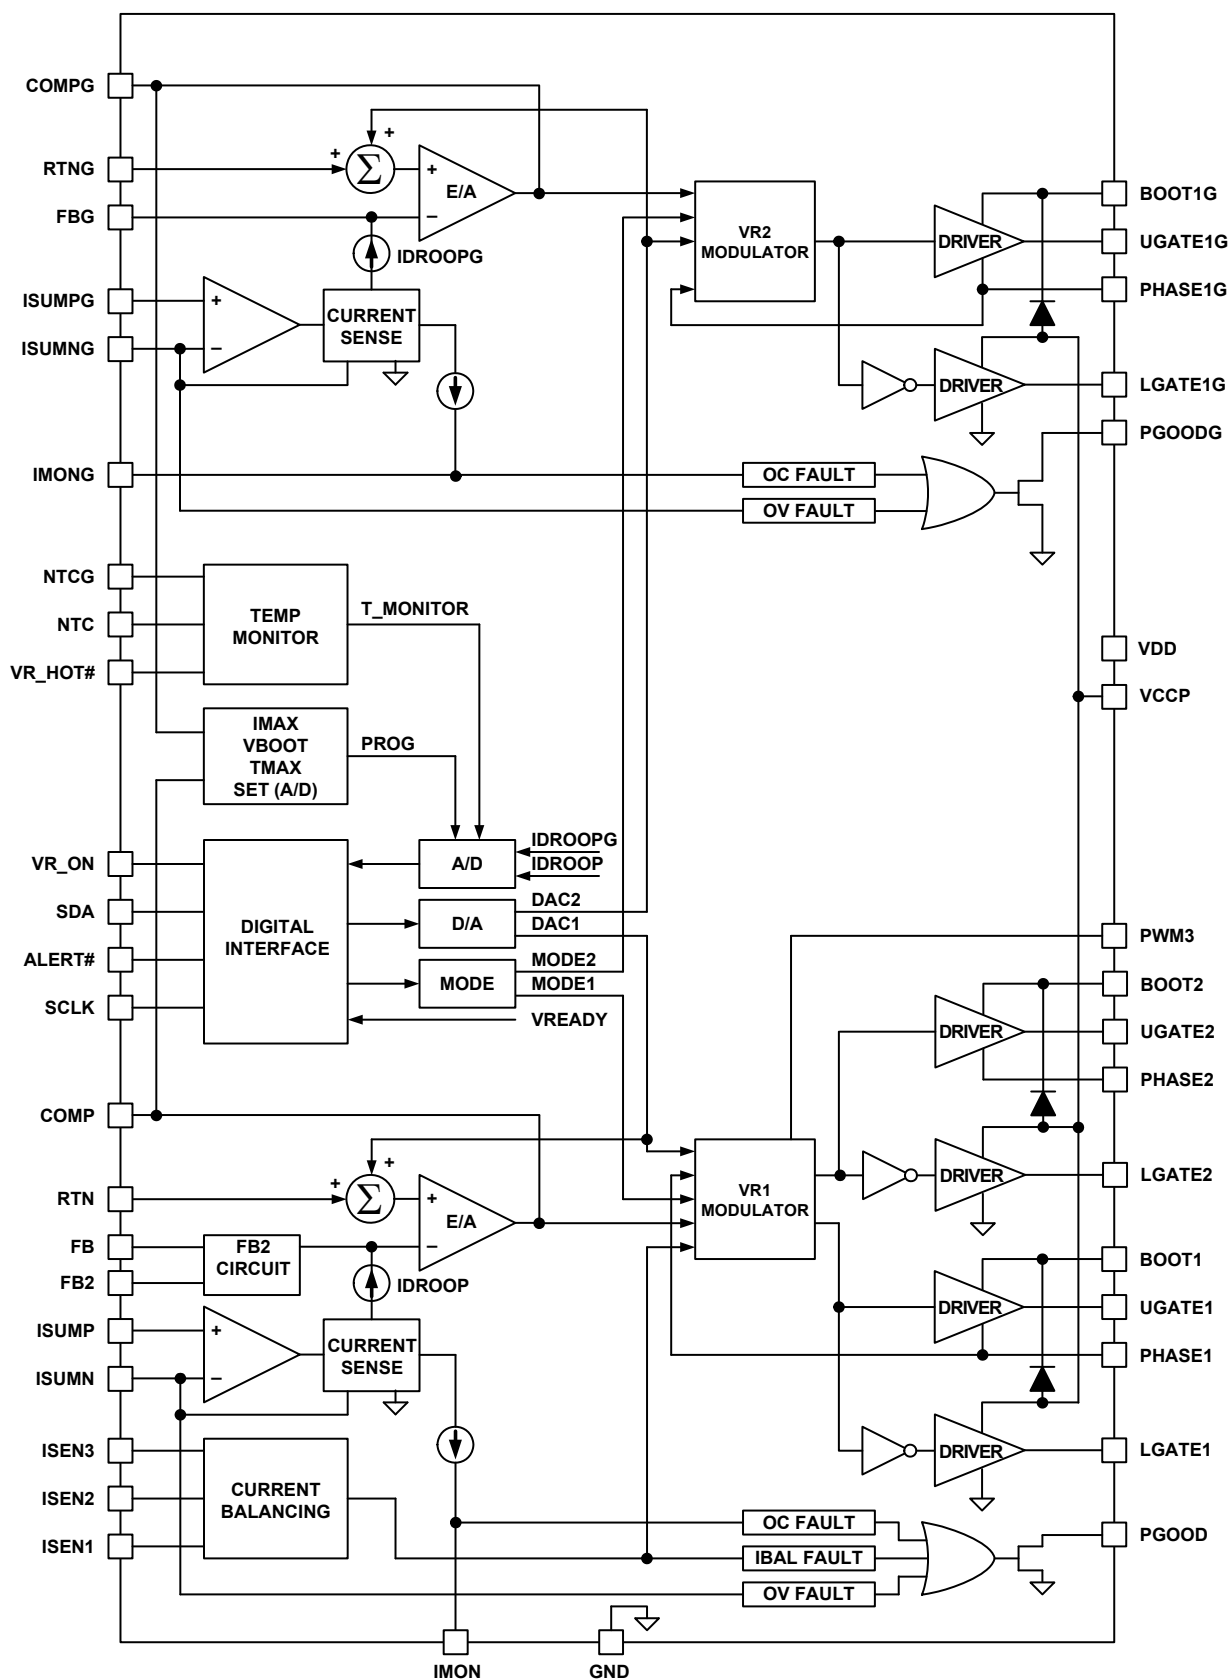 COMPG
RTNG
FBG
ISUMPG
ISUMNG
IMONG
NTCG
NTC
VR_HOT#
VR_ON
SDA
ALERT#
SCLK
COMP
RTN
FB
FB2
ISUMP
ISUMN
ISEN3
ISEN2
ISEN1
+
+
Σ
+
E/A
−
IDROOPG
+
−
CURRENT
SENSE
VR2
MODULATOR
DRIVER
DRIVER
OC FAULT
OV FAULT
TEMP
MONITOR
T_MONITOR
IMAX
VBOOT
TMAX
SET (A/D)
PROG
DIGITAL
INTERFACE
A/D
IDROOPG
IDROOP
D/A
DAC2
DAC1
MODE
MODE2
MODE1
VREADY
+
+
Σ
+
E/A
−
FB2
CIRCUIT
IDROOP
+
−
CURRENT
SENSE
CURRENT
BALANCING
VR1
MODULATOR
DRIVER
DRIVER
DRIVER
DRIVER
OC FAULT
IBAL FAULT
OV FAULT
BOOT1G
UGATE1G
PHASE1G
LGATE1G
PGOODG
VDD
VCCP
PWM3
BOOT2
UGATE2
PHASE2
LGATE2
BOOT1
UGATE1
PHASE1
LGATE1
PGOOD
IMON
GND